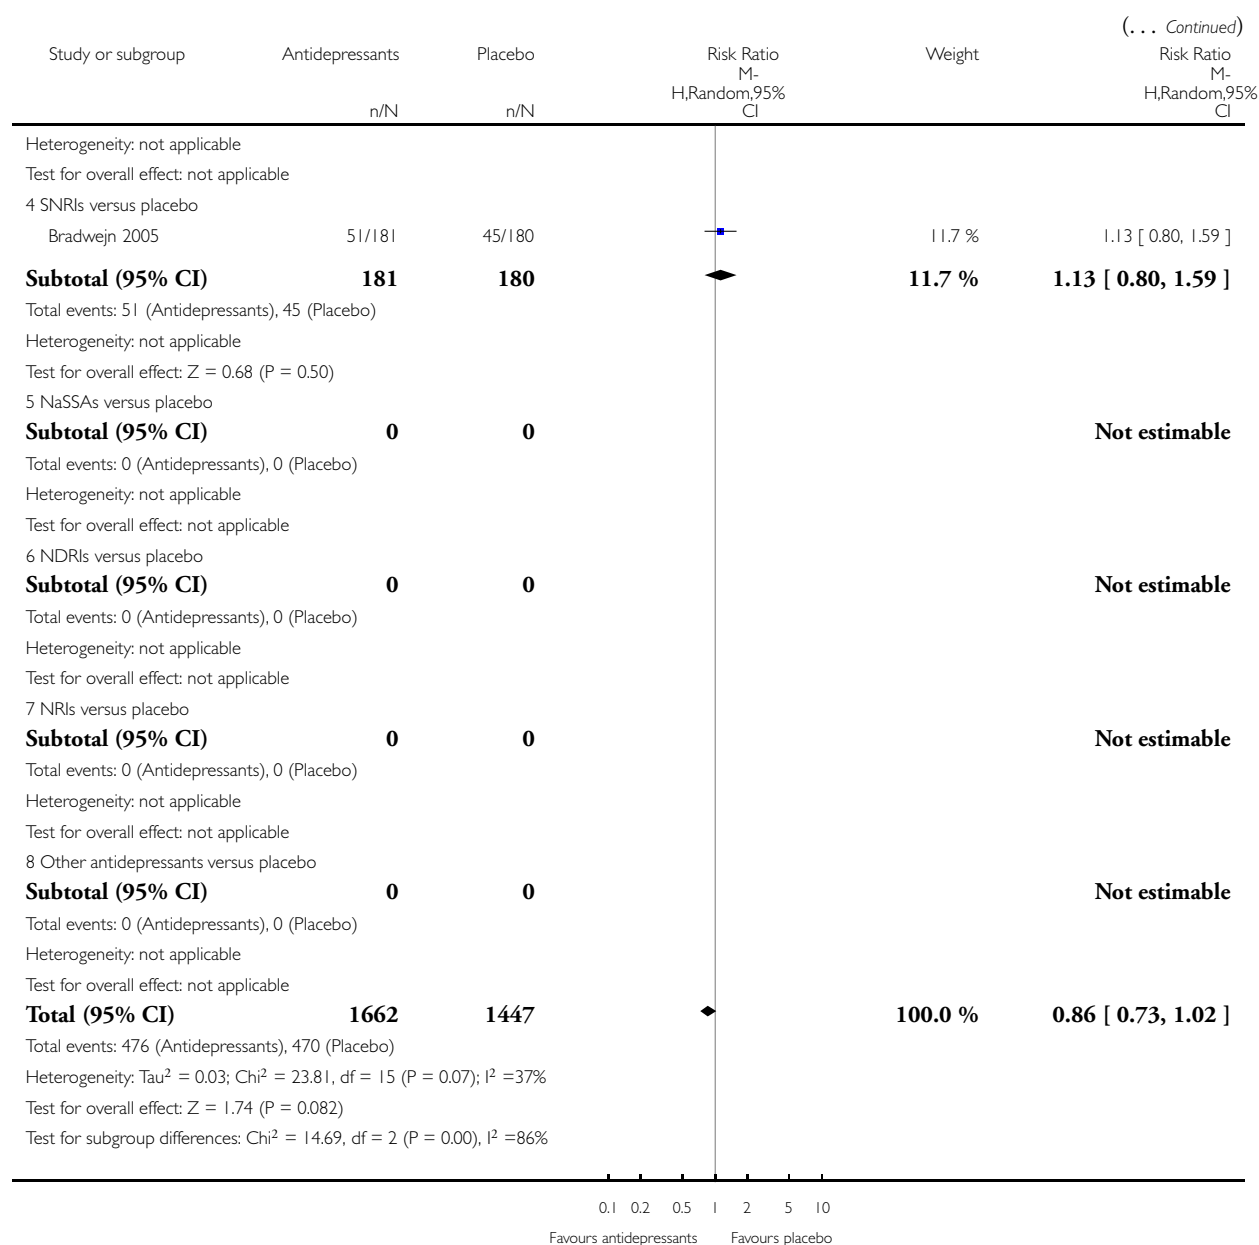 (... Continued)
Study or subgroup Antidepressants Placebo Risk Ratio Weight Risk Ratio
M- M-
H,Random,95% H,Random,95%
n/N n/N CI CI
Heterogeneity: not applicable
Test for overall effect: not applicable
4 SNRIs versus placebo
Bradwejn 2005 51/181 45/180 11.7 % 1.13 [ 0.80, 1.59 ]
Subtotal (95% CI) 181 180 11.7 % 1.13 [ 0.80, 1.59 ]
Total events: 51 (Antidepressants), 45 (Placebo)
Heterogeneity: not applicable
Test for overall effect: Z = 0.68 (P = 0.50)
5 NaSSAs versus placebo
Subtotal (95% CI) 0 0 Not estimable
Total events: 0 (Antidepressants), 0 (Placebo)
Heterogeneity: not applicable
Test for overall effect: not applicable
6 NDRIs versus placebo
Subtotal (95% CI) 0 0 Not estimable
Total events: 0 (Antidepressants), 0 (Placebo)
Heterogeneity: not applicable
Test for overall effect: not applicable
7 NRIs versus placebo
Subtotal (95% CI) 0 0 Not estimable
Total events: 0 (Antidepressants), 0 (Placebo)
Heterogeneity: not applicable
Test for overall effect: not applicable
8 Other antidepressants versus placebo
Subtotal (95% CI) 0 0 Not estimable
Total events: 0 (Antidepressants), 0 (Placebo)
Heterogeneity: not applicable
Test for overall effect: not applicable
Total (95% CI) 1662 1447 100.0 % 0.86 [ 0.73, 1.02 ]
Total events: 476 (Antidepressants), 470 (Placebo)
Heterogeneity: Tau² = 0.03; Chi² = 23.81, df = 15 (P = 0.07); I² =37%
Test for overall effect: Z = 1.74 (P = 0.082)
Test for subgroup differences: Chi² = 14.69, df = 2 (P = 0.00), I² =86%
0.1 0.2 0.5 1 2 5 10
Favours antidepressants Favours placebo